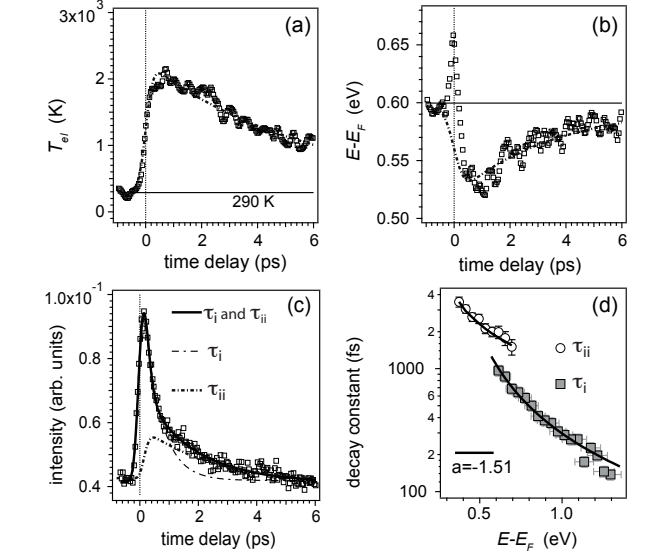 (a)
3x10³
2
1
0
T_el (K)
290 K
0 2 4 6
time delay (ps)
(b)
0.65
0.60
0.55
0.50
E-E_F (eV)
0 2 4 6
time delay (ps)
(c)
1.0x10⁻¹
0.8
0.6
0.4
intensity (arb. units)
τ_i and τ_ii
τ_i
τ_ii
0 2 4 6
time delay (ps)
(d)
4
2
1000
6
4
2
100
decay constant (fs)
τ_ii
τ_i
a=-1.51
0.5 1.0
E-E_F (eV)